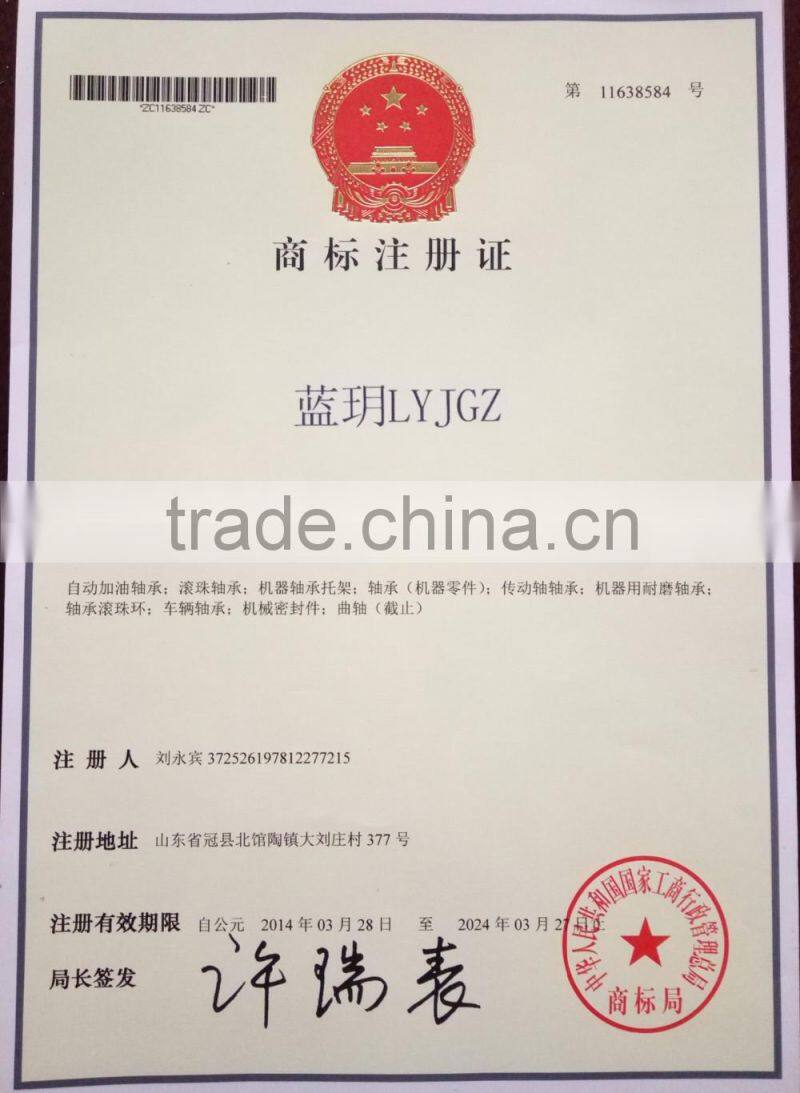 *ZC11638584ZC*
第 11638584 号
商标注册证
蓝玥LYJGZ
trade.china.cn
自动加油轴承；滚珠轴承；机器轴承托架；轴承（机器零件）；传动轴轴承；机器用耐磨轴承；
轴承滚珠环；车辆轴承；机械密封件；曲轴（截止）
注册人 刘永宾 372526197812277215
注册地址 山东省冠县北馆陶镇大刘庄村 377 号
注册有效期限 自公元 2014 年 03 月 28 日 至 2024 年 03 月 27 日止
局长签发 许瑞表
中华人民共和国国家工商行政管理总局
商标局